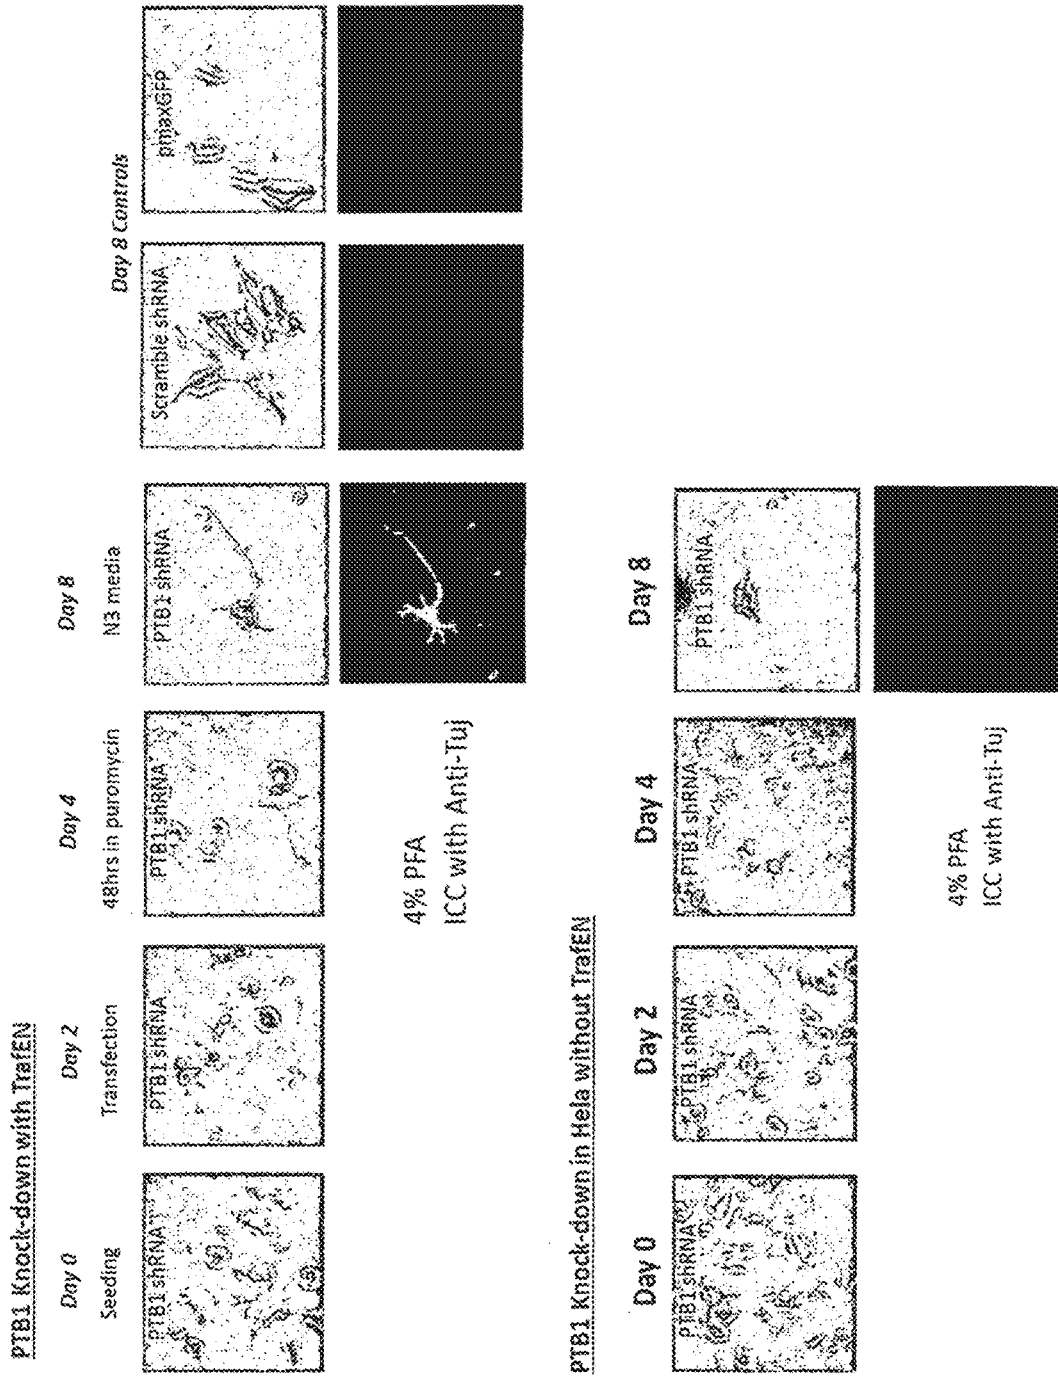 PTB1 Knock-down with TrafEN
Day 0
Day 2
Day 4
Day 8
Day 8 Controls
Seeding
Transfection
48hrs in puromycin
N3 media
PTB1 shRNA
PTB1 shRNA
PTB1 shRNA
PTB1 shRNA
Scramble shRNA
pmaxGFP
4% PFA
ICC with Anti-Tuj
PTB1 Knock-down in Hela without TrafEN
Day 0
Day 2
Day 4
Day 8
PTB1 shRNA
PTB1 shRNA
PTB1 shRNA
PTB1 shRNA
4% PFA
ICC with Anti-Tuj